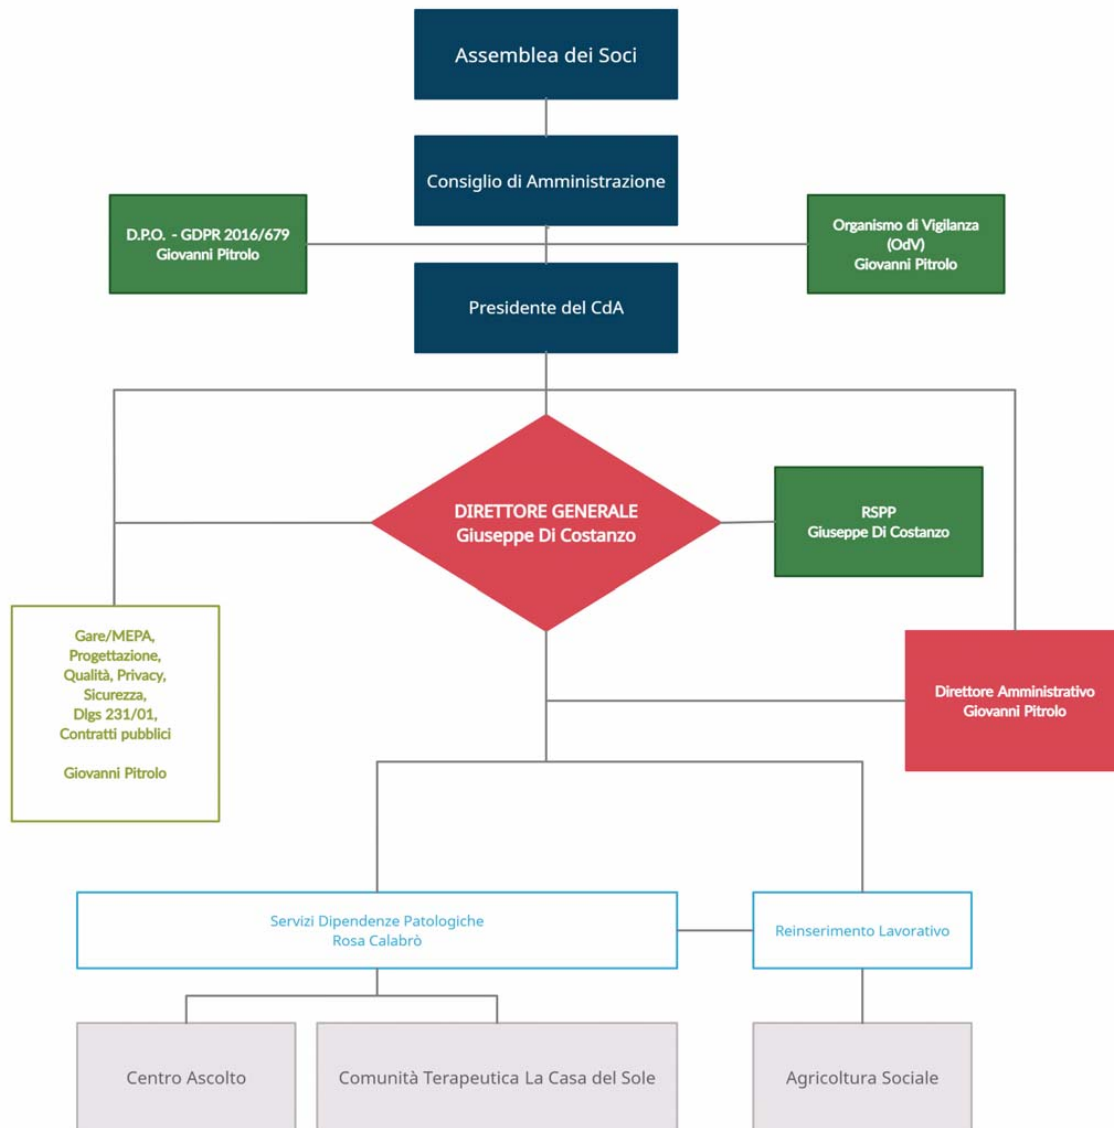 Assemblea dei Soci
Consiglio di Amministrazione
D.P.O. - GDPR 2016/679
Giovanni Pitrolo
Organismo di Vigilanza
(OdV)
Giovanni Pitrolo
Presidente del CdA
DIRETTORE GENERALE
Giuseppe Di Costanzo
RSPP
Giuseppe Di Costanzo
Gare/MEPA,
Progettazione,
Qualità, Privacy,
Sicurezza,
Dlgs 231/01,
Contratti pubblici
Giovanni Pitrolo
Direttore Amministrativo
Giovanni Pitrolo
Servizi Dipendenze Patologiche
Rosa Calabrò
Reinserimento Lavorativo
Centro Ascolto
Comunità Terapeutica La Casa del Sole
Agricoltura Sociale